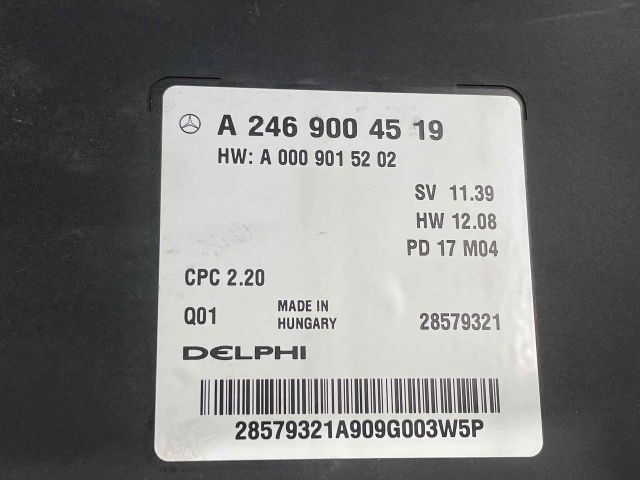 A 246 900 45 19
HW: A 000 901 52 02
SV 11.39
HW 12.08
PD 17 M04
CPC 2.20
Q01 MADE IN HUNGARY 28579321
DELPHI
28579321A909G003W5P